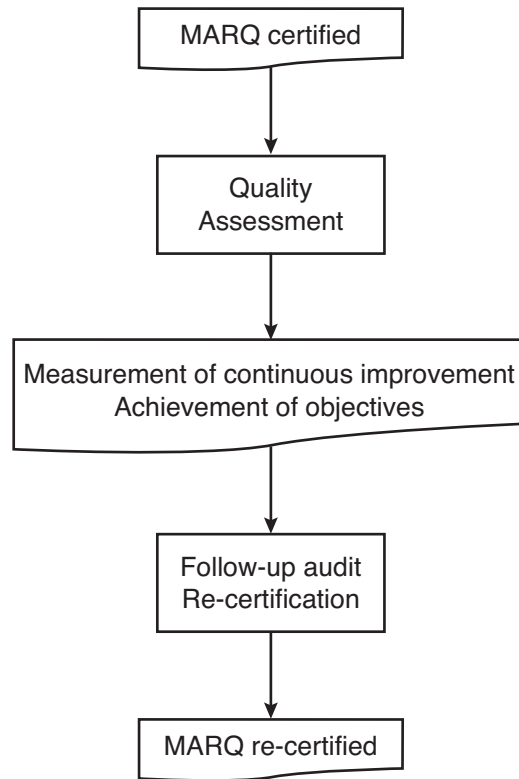 MARQ certified
Quality
Assessment
Measurement of continuous improvement
Achievement of objectives
Follow-up audit
Re-certification
MARQ re-certified